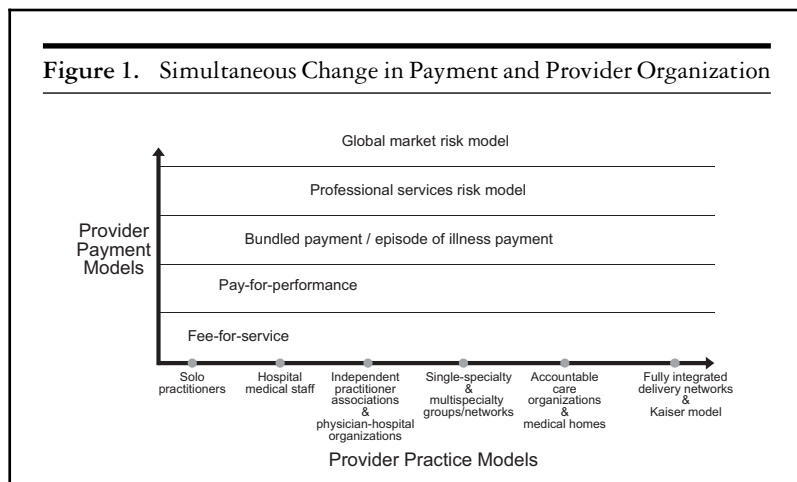 Figure 1. Simultaneous Change in Payment and Provider Organization
Global market risk model
Professional services risk model
Provider
Payment
Models
Bundled payment / episode of illness payment
Pay-for-performance
Fee-for-service
Solo
practitioners
Hospital
medical staff
Independent
practitioner
associations
&
physician-hospital
organizations
Single-specialty
&
multispecialty
groups/networks
Accountable
care
organizations
&
medical homes
Fully integrated
delivery networks
&
Kaiser model
Provider Practice Models